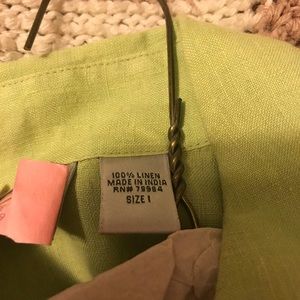 100% LINEN
MADE IN INDIA
RN# 79984
SIZE 1